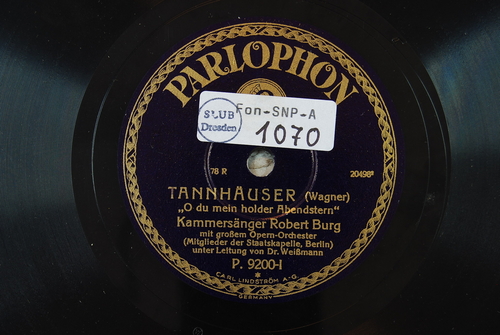 PARLOPHON
SLUB
Dresden
Fon-SNP-A
1070
78 R
20498
TANNHÄUSER (Wagner)
„O du mein holder Abendstern“
Kammersänger Robert Burg
mit großem Opern-Orchester
(Mitglieder der Staatskapelle, Berlin)
unter Leitung von Dr. Weißmann
P. 9200-I
*
CARL LINDSTRÖM A-G.
GERMANY